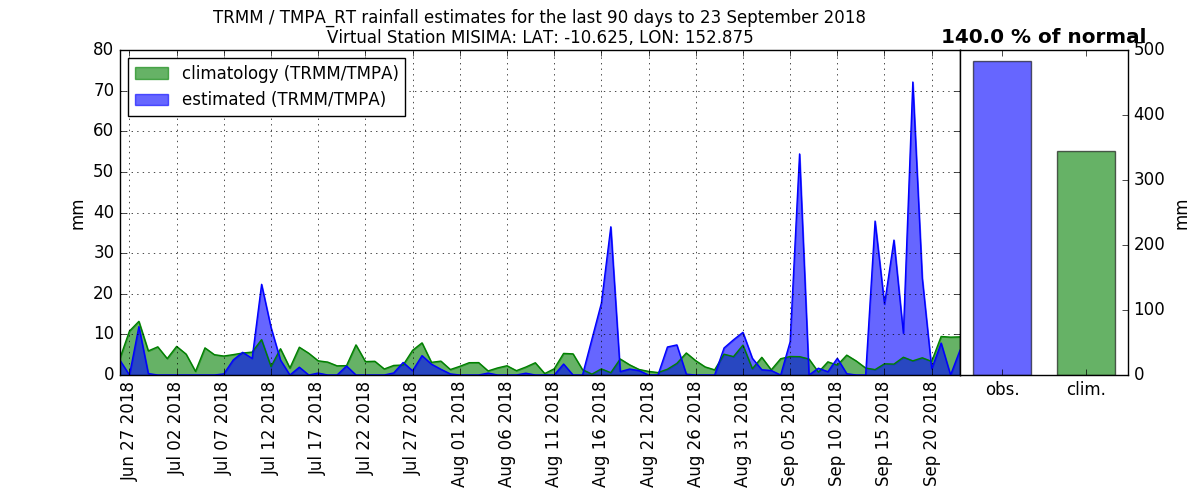 TRMM / TMPA_RT rainfall estimates for the last 90 days to 23 September 2018
Virtual Station MISIMA: LAT: -10.625, LON: 152.875
140.0 % of normal
climatology (TRMM/TMPA)
estimated (TRMM/TMPA)
80
70
60
50
40
30
20
10
0
mm
Jun 27 2018
Jul 02 2018
Jul 07 2018
Jul 12 2018
Jul 17 2018
Jul 22 2018
Jul 27 2018
Aug 01 2018
Aug 06 2018
Aug 11 2018
Aug 16 2018
Aug 21 2018
Aug 26 2018
Aug 31 2018
Sep 05 2018
Sep 10 2018
Sep 15 2018
Sep 20 2018
500
400
300
200
100
0
mm
obs.
clim.